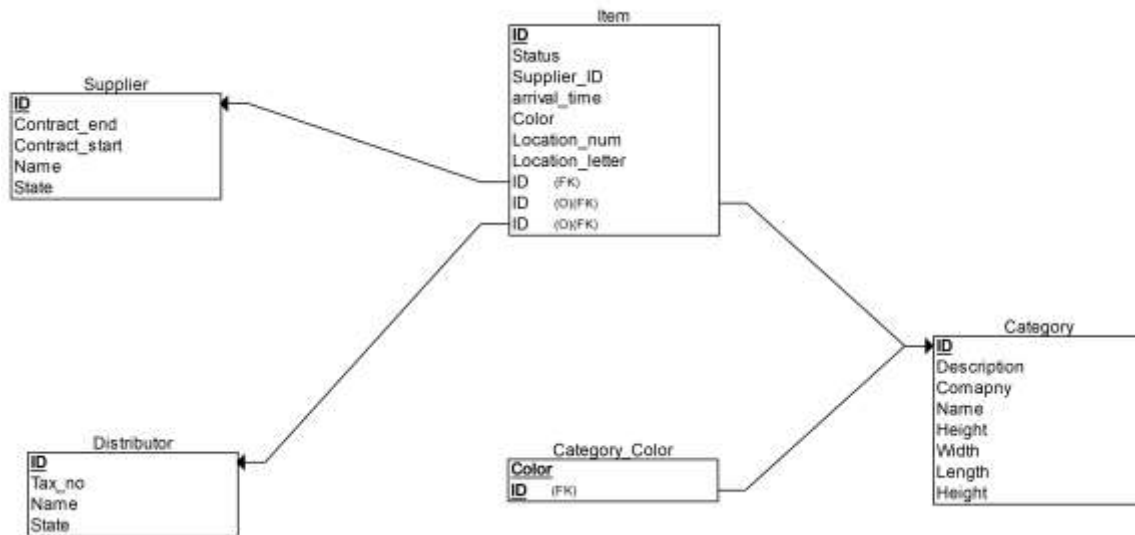 Item
ID
Status
Supplier_ID
arrival_time
Color
Location_num
Location_letter
ID (FK)
ID (O)(FK)
ID (O)(FK)
Supplier
ID
Contract_end
Contract_start
Name
State
Category
ID
Description
Comapny
Name
Height
Width
Length
Height
Distributor
ID
Tax_no
Name
State
Category_Color
Color
ID (FK)